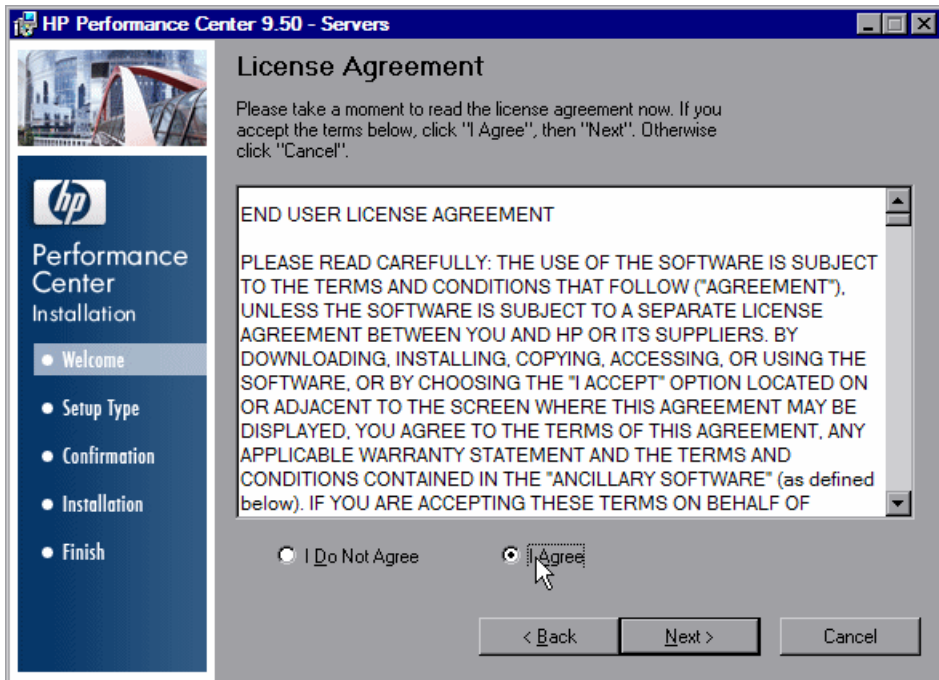 HP Performance Center 9.50 - Servers
License Agreement
Please take a moment to read the license agreement now. If you
accept the terms below, click "I Agree", then "Next". Otherwise
click "Cancel".
hp
Performance
Center
Installation
Welcome
Setup Type
Confirmation
Installation
Finish
END USER LICENSE AGREEMENT
PLEASE READ CAREFULLY: THE USE OF THE SOFTWARE IS SUBJECT
TO THE TERMS AND CONDITIONS THAT FOLLOW ("AGREEMENT"),
UNLESS THE SOFTWARE IS SUBJECT TO A SEPARATE LICENSE
AGREEMENT BETWEEN YOU AND HP OR ITS SUPPLIERS. BY
DOWNLOADING, INSTALLING, COPYING, ACCESSING, OR USING THE
SOFTWARE, OR BY CHOOSING THE "I ACCEPT" OPTION LOCATED ON
OR ADJACENT TO THE SCREEN WHERE THIS AGREEMENT MAY BE
DISPLAYED, YOU AGREE TO THE TERMS OF THIS AGREEMENT, ANY
APPLICABLE WARRANTY STATEMENT AND THE TERMS AND
CONDITIONS CONTAINED IN THE "ANCILLARY SOFTWARE" (as defined
below). IF YOU ARE ACCEPTING THESE TERMS ON BEHALF OF
I Do Not Agree
I Agree
< Back
Next >
Cancel